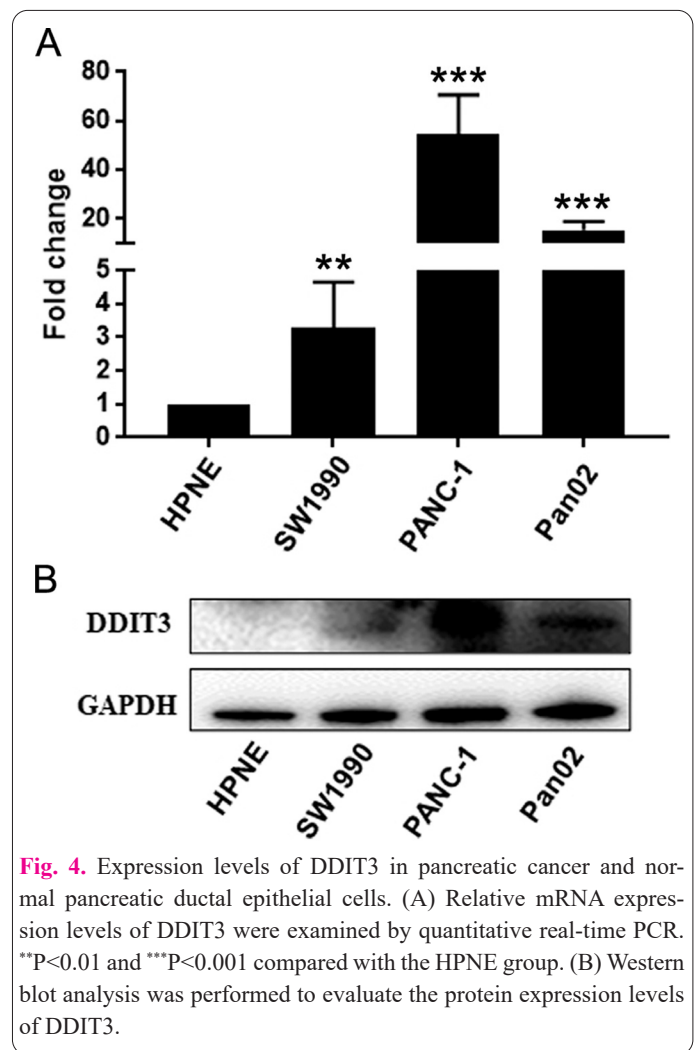 A
80
60
40
20
5
4
3
2
1
0
Fold change
**
***
***
HPNE
SW1990
PANC-1
Pan02
B
DDIT3
GAPDH
HPNE
SW1990
PANC-1
Pan02
Fig. 4. Expression levels of DDIT3 in pancreatic cancer and nor-
mal pancreatic ductal epithelial cells. (A) Relative mRNA expres-
sion levels of DDIT3 were examined by quantitative real-time PCR.
**P<0.01 and ***P<0.001 compared with the HPNE group. (B) Western
blot analysis was performed to evaluate the protein expression levels
of DDIT3.